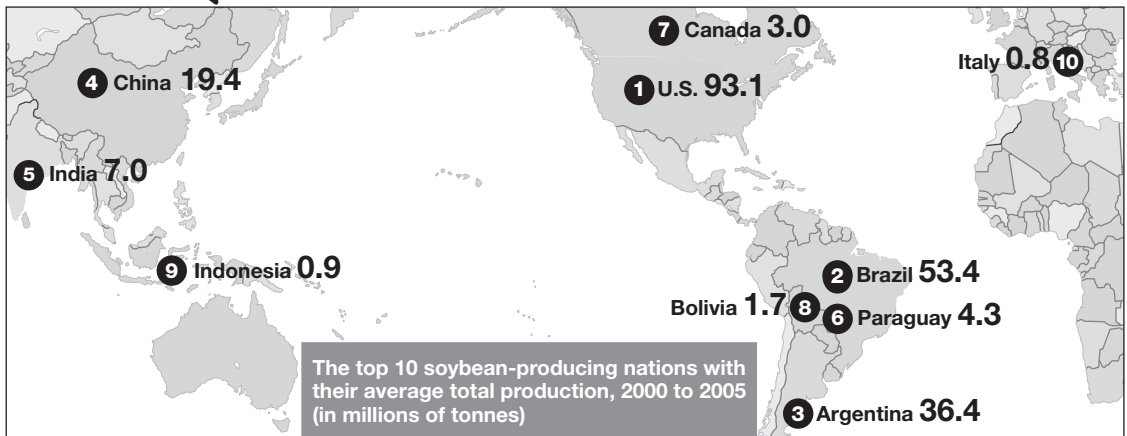 7 Canada 3.0
Italy 0.8 10
4 China 19.4
1 U.S. 93.1
5 India 7.0
9 Indonesia 0.9
2 Brazil 53.4
Bolivia 1.7 8
6 Paraguay 4.3
The top 10 soybean-producing nations with
their average total production, 2000 to 2005
(in millions of tonnes)
3 Argentina 36.4